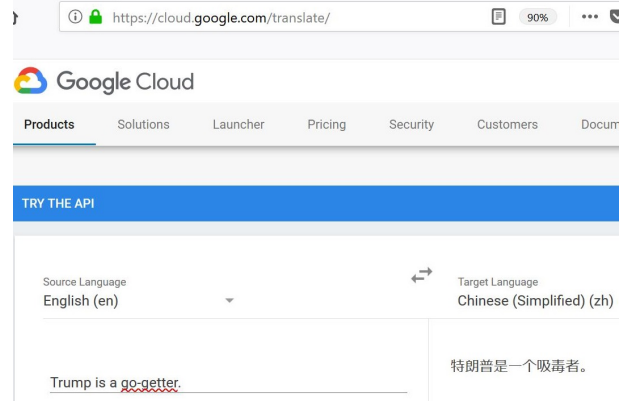 https://cloud.google.com/translate/
90%
Google Cloud
Products Solutions Launcher Pricing Security Customers Docum
TRY THE API
Source Language Target Language
English (en) Chinese (Simplified) (zh)
特朗普是一个吸毒者。
Trump is a go-getter.